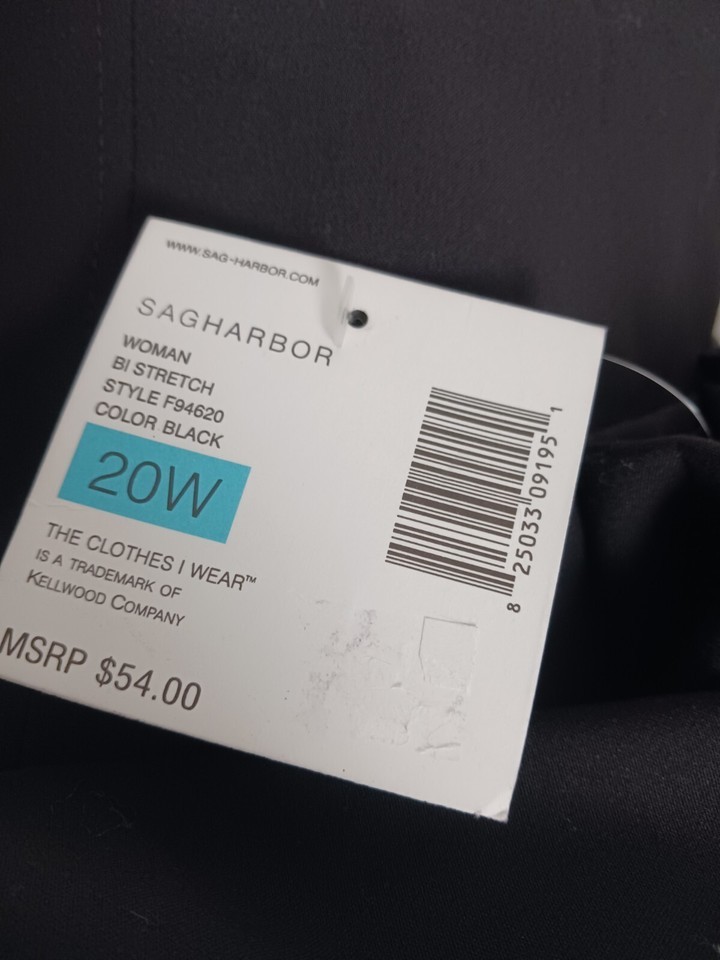 WWW.SAG-HARBOR.COM
SAGHARBOR
WOMAN
BI STRETCH
STYLE F94620
COLOR BLACK
20W
THE CLOTHES I WEAR™
IS A TRADEMARK OF
KELLWOOD COMPANY
MSRP $54.00
8 25033 09195 1